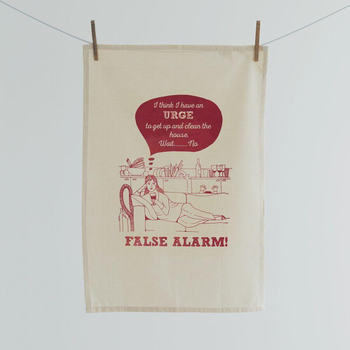 I think I have an
URGE
to get up and clean the
house.
Wait........ No
FALSE ALARM!